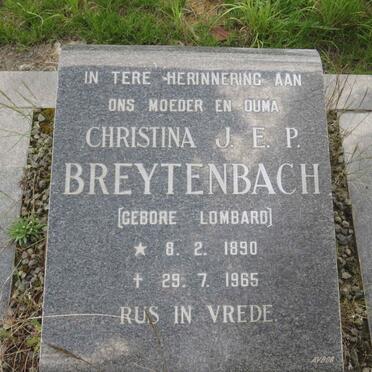 IN TERE HERINNERING AAN
ONS MOEDER EN OUMA
CHRISTINA J. E. P.
BREYTENBACH
[GEBORE LOMBARD]
★ 8. 2. 1890
✝ 29. 7. 1965
RUS IN VREDE.